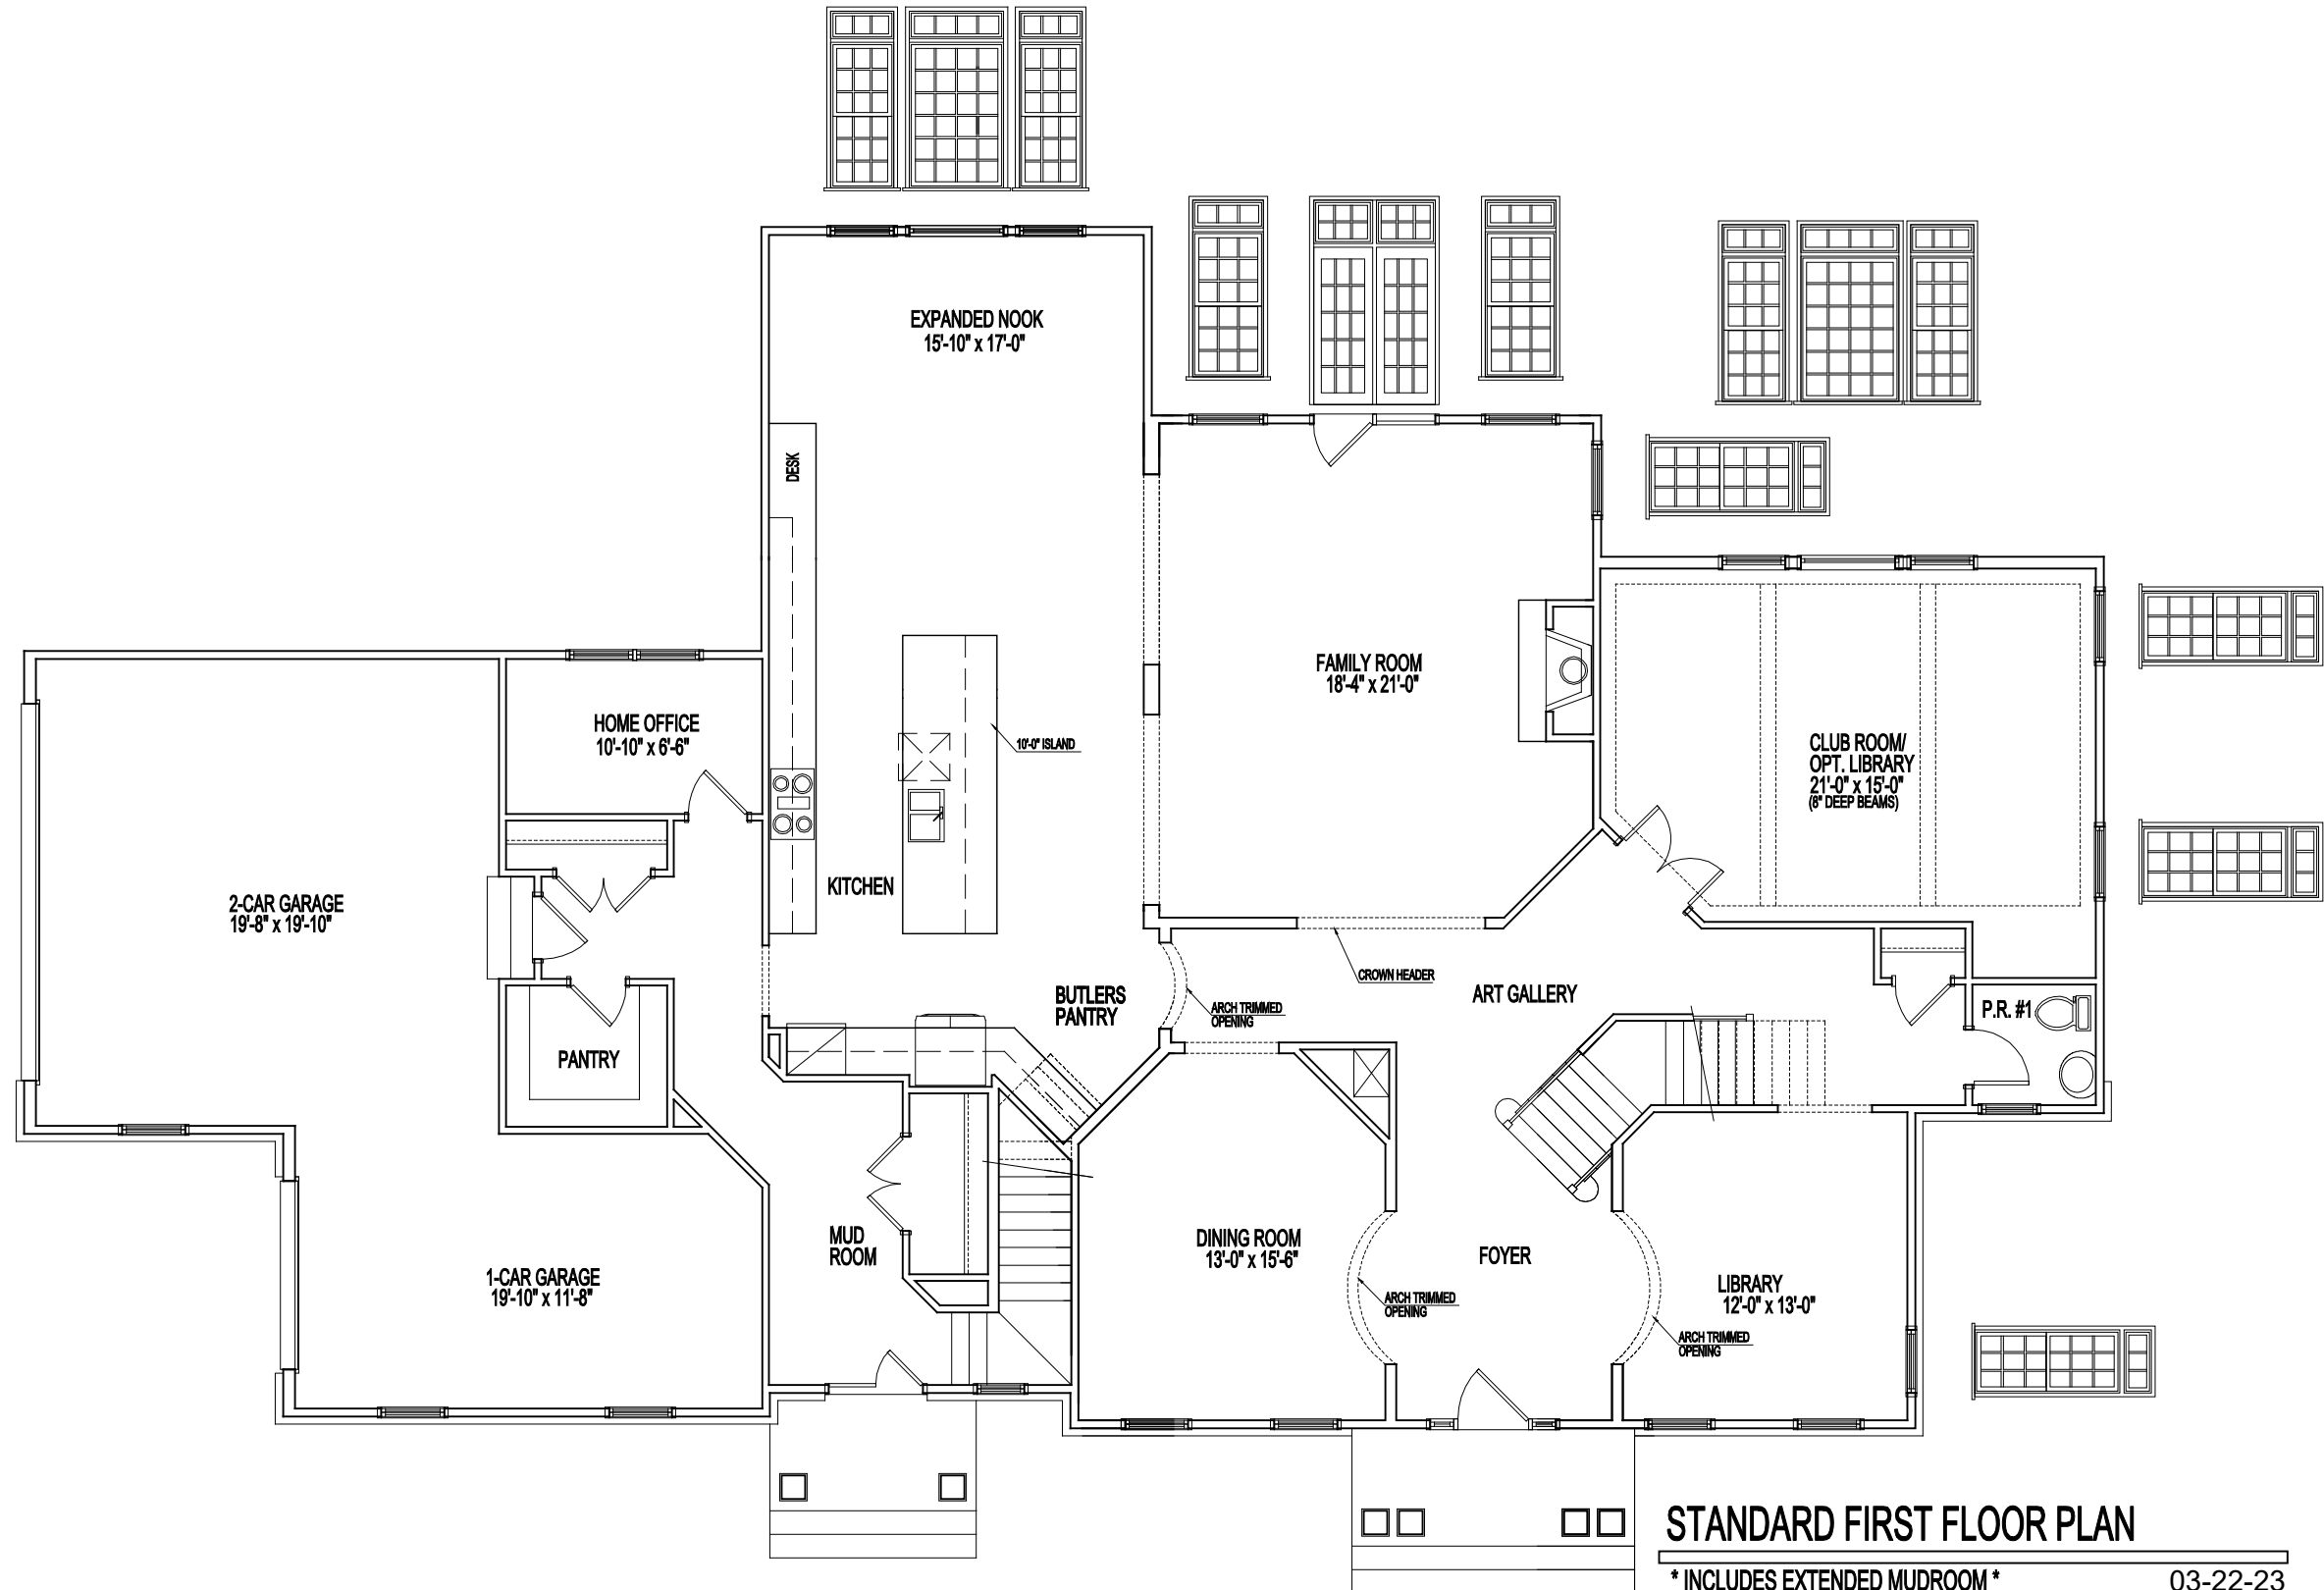 EXPANDED NOOK
15'-10" x 17'-0"
DESK
FAMILY ROOM
18'-4" x 21'-0"
HOME OFFICE
10'-10" x 6'-6"
10'-0" ISLAND
CLUB ROOM/
OPT. LIBRARY
21'-0" x 15'-0"
(8" DEEP BEAMS)
KITCHEN
2-CAR GARAGE
19'-8" x 19'-10"
CROWN HEADER
BUTLERS
PANTRY
ART GALLERY
ARCH TRIMMED
OPENING
P.R. #1
PANTRY
MUD
ROOM
DINING ROOM
13'-0" x 15'-6"
FOYER
1-CAR GARAGE
19'-10" x 11'-8"
LIBRARY
12'-0" x 13'-0"
ARCH TRIMMED
OPENING
ARCH TRIMMED
OPENING
STANDARD FIRST FLOOR PLAN
* INCLUDES EXTENDED MUDROOM *
03-22-23